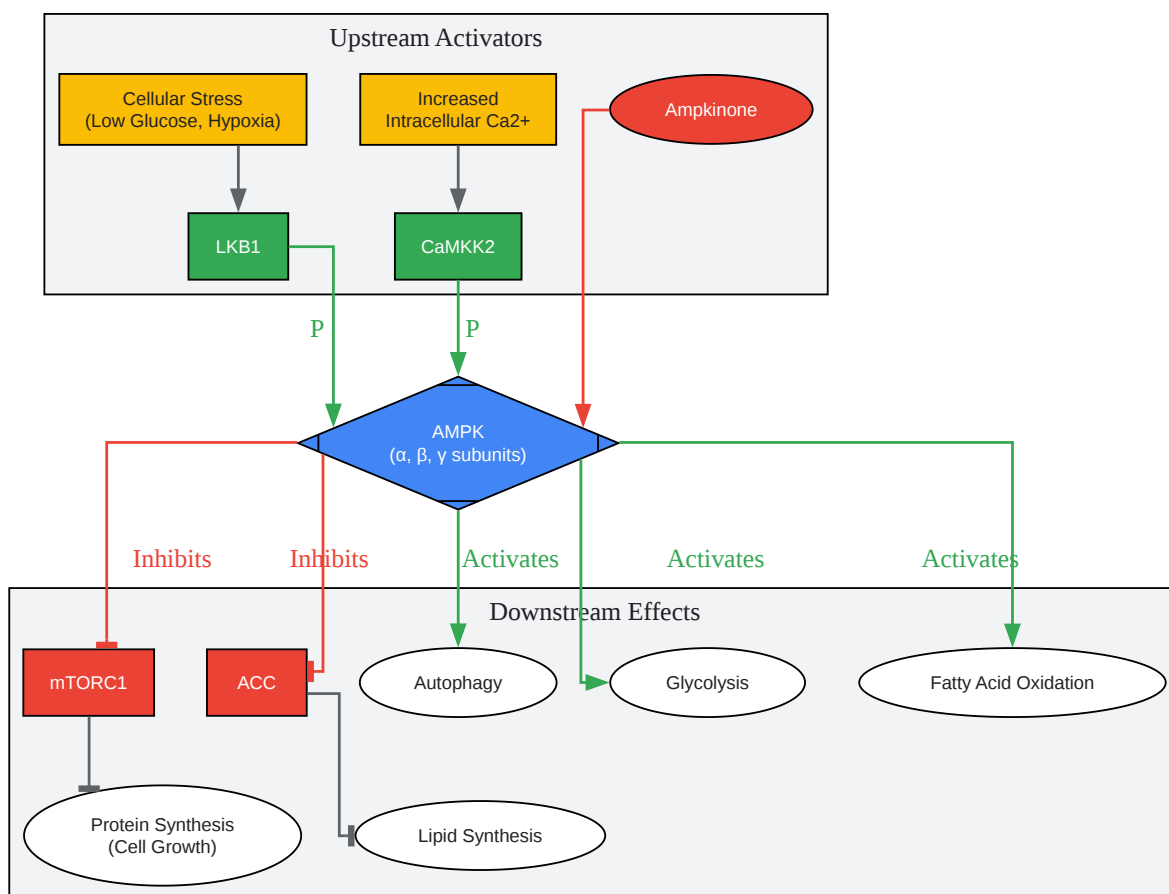 Upstream Activators
Cellular Stress
(Low Glucose, Hypoxia)
Increased
Intracellular Ca2+
Ampkinone
LKB1
CaMKK2
P
P
AMPK
(α, β, γ subunits)
Inhibits
Inhibits
Activates
Activates
Activates
Downstream Effects
mTORC1
ACC
Autophagy
Glycolysis
Fatty Acid Oxidation
Protein Synthesis
(Cell Growth)
Lipid Synthesis